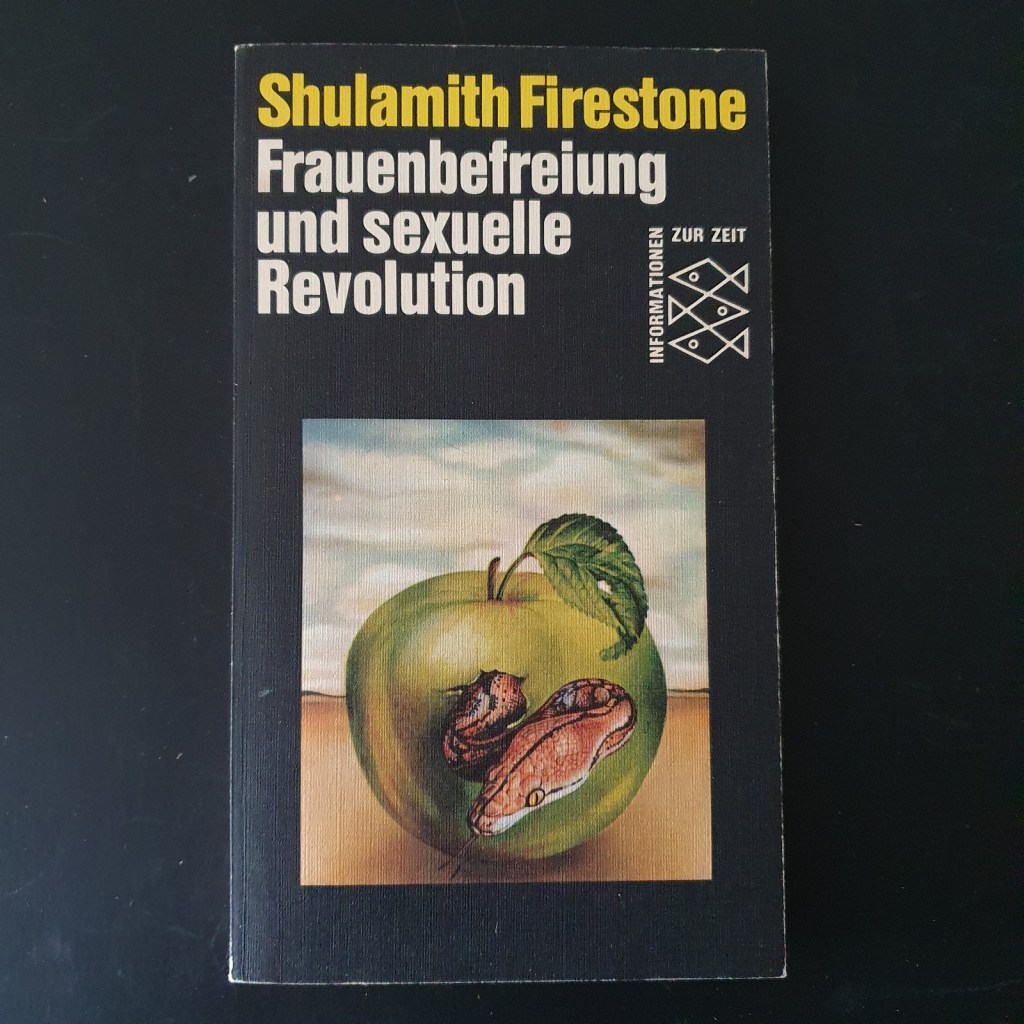 Shulamith Firestone
Frauenbefreiung
und sexuelle
Revolution
INFORMATIONEN
ZUR ZEIT